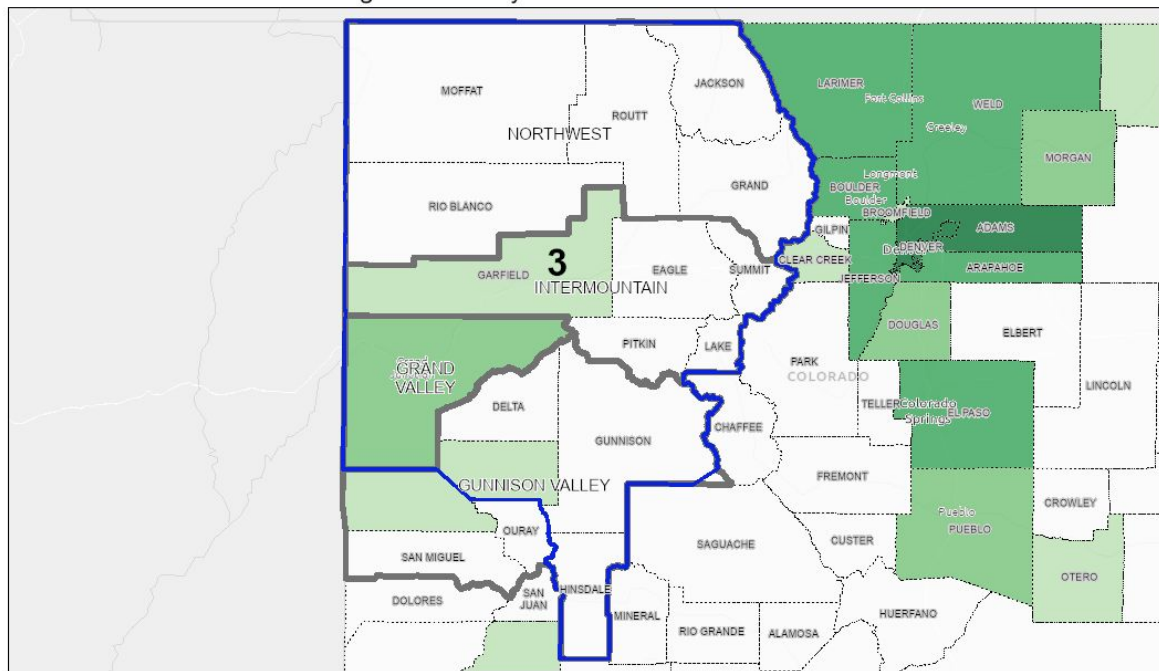 MOFFAT
JACKSON
LARIMER
Fort Collins
WELD
ROUTT
NORTHWEST
Greeley
MORGAN
GRAND
Longmont
BOULDER
Boulder
RIO BLANCO
BROOMFIELD
GILPIN
ADAMS
DENVER
CLEAR CREEK
3
GARFIELD
EAGLE
SUMMIT
JEFFERSON
ARAPAHOE
INTERMOUNTAIN
DOUGLAS
ELBERT
PITKIN
LAKE
PARK
GRAND
VALLEY
COLORADO
LINCOLN
DELTA
TELLER
Colorado
Springs
EL PASO
GUNNISON
CHAFFEE
FREMONT
GUNNISON VALLEY
CROWLEY
Pueblo
PUEBLO
OURAY
SAGUACHE
CUSTER
SAN MIGUEL
OTERO
HINSDALE
SAN
JUAN
DOLORES
MINERAL
HUERFANO
RIO GRANDE
ALAMOSA